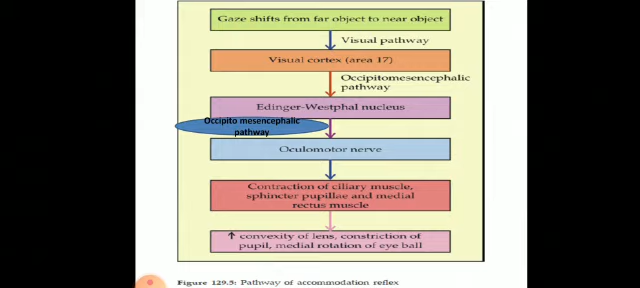 Gaze shifts from far object to near object
Visual pathway
Visual cortex (area 17)
Occipitomesencephalic
pathway
Edinger-Westphal nucleus
Occipito mesencephalic
pathway
Oculomotor nerve
Contraction of ciliary muscle,
sphincter pupillae and medial
rectus muscle
↑ convexity of lens, constriction of
pupil, medial rotation of eye ball
Figure 129.5: Pathway of accommodation reflex